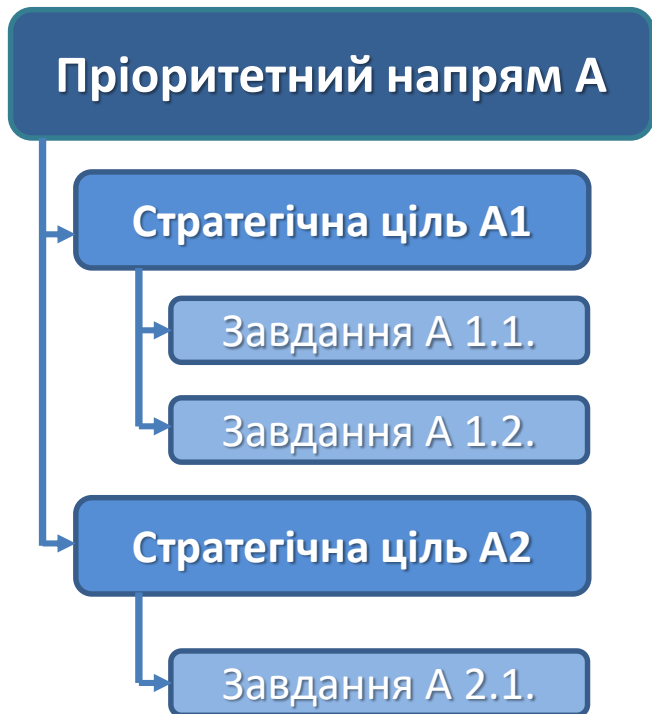 Пріоритетний напрям А
Стратегічна ціль А1
Завдання А 1.1.
Завдання А 1.2.
Стратегічна ціль А2
Завдання А 2.1.